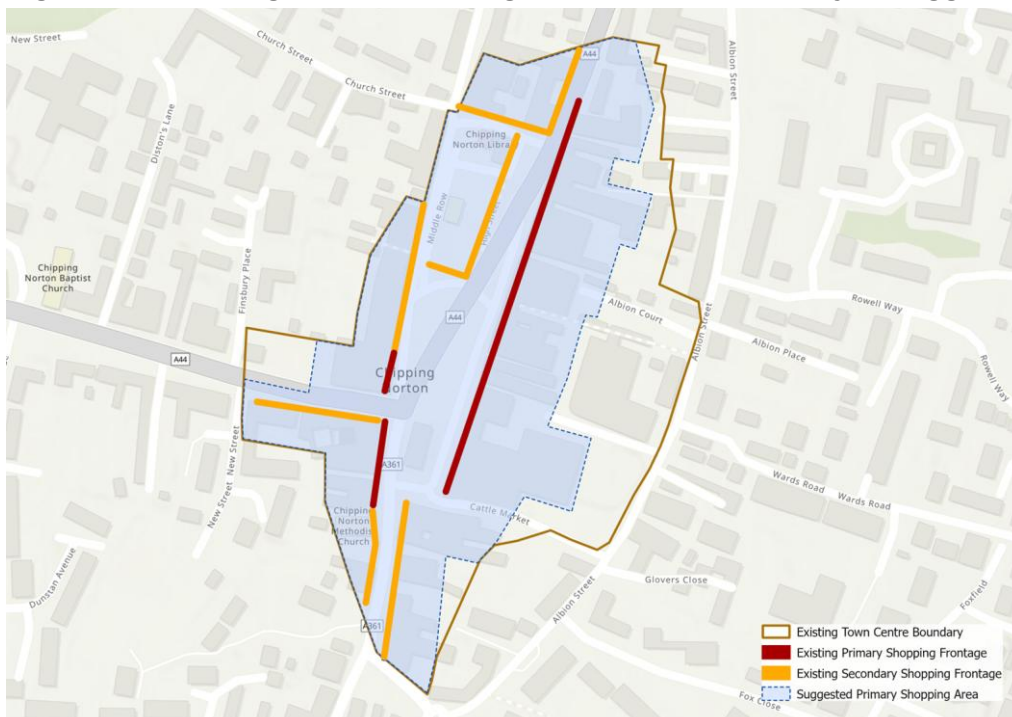 New Street
Church Street
Church Street
A44
Albion Street
Diston's Lane
Chipping
Norton Libra
Middle Row
Chipping
Norton Baptist
Church
Finsbury Place
A44
Albion Court
Albion Street
Albion Place
Rowell Way
Rowell Way
A44
Chipping
Norton
New Street
New Street
A361
Chipping
Norton
Methodist
Church
Cattle Market
Wards Road
Wards Road
Dunstan Avenue
A361
Albion Street
Glovers Close
Foxfield
Fox Close
Existing Town Centre Boundary
Existing Primary Shopping Frontage
Existing Secondary Shopping Frontage
Suggested Primary Shopping Area